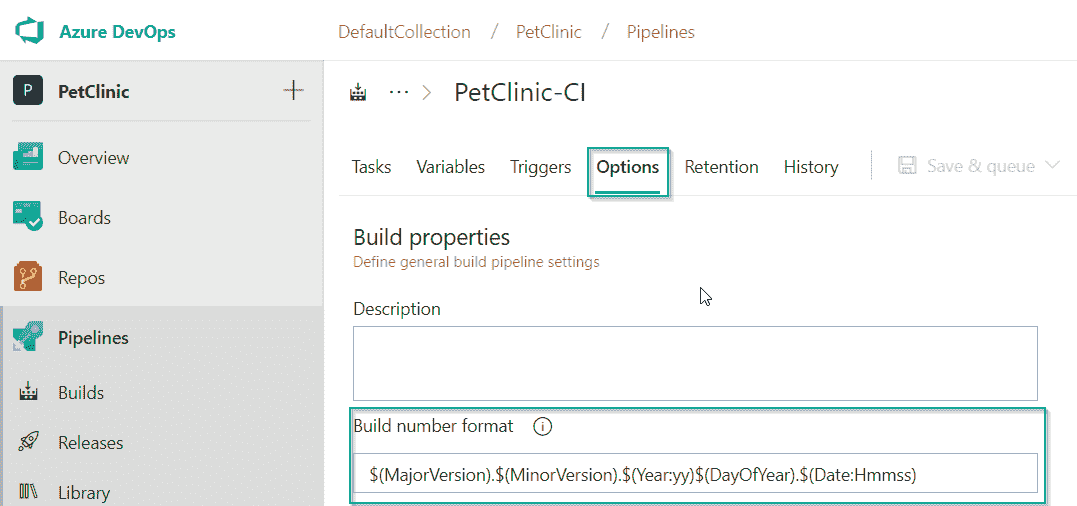 Azure DevOps
DefaultCollection / PetClinic / Pipelines
P PetClinic
Overview
Boards
Repos
Pipelines
Builds
Releases
Library
··· > PetClinic-CI
Tasks Variables Triggers Options Retention History Save & queue
Build properties
Define general build pipeline settings
Description
Build number format i
$(MajorVersion).$(MinorVersion).$(Year:yy)$(DayOfYear).$(Date:Hmmss)